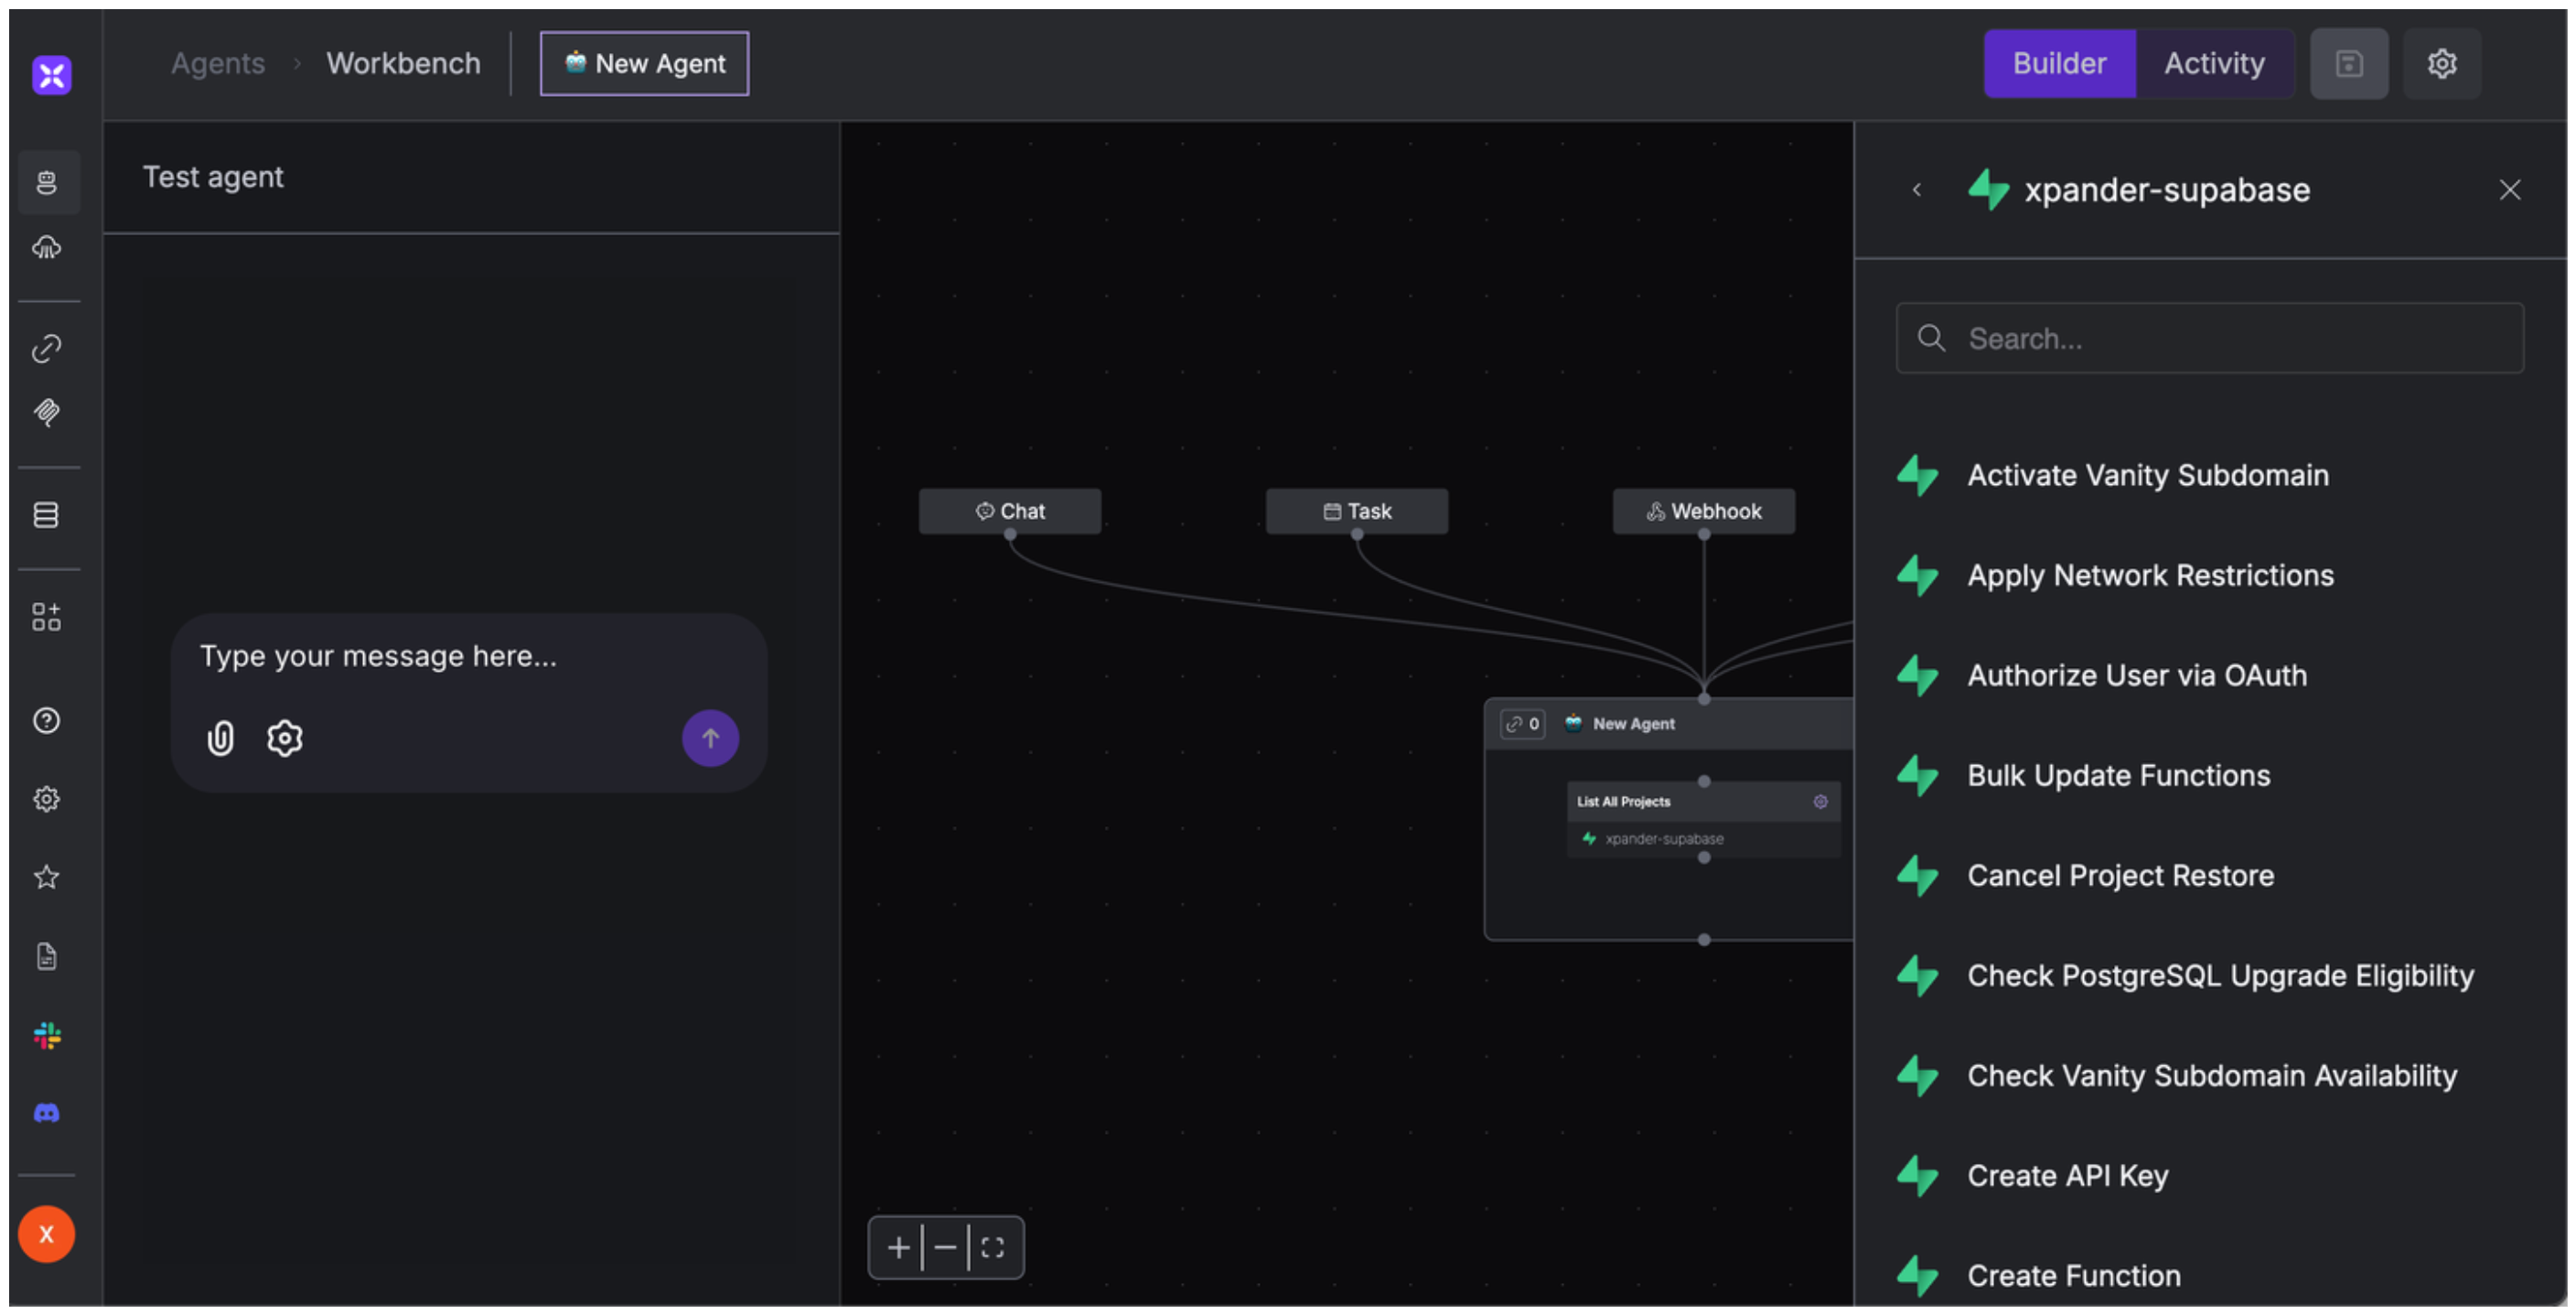 Agents › Workbench
New Agent
Builder
Activity
Test agent
Type your message here...
Chat
Task
Webhook
0
New Agent
List All Projects
xpander-supabase
xpander-supabase
Search...
Activate Vanity Subdomain
Apply Network Restrictions
Authorize User via OAuth
Bulk Update Functions
Cancel Project Restore
Check PostgreSQL Upgrade Eligibility
Check Vanity Subdomain Availability
Create API Key
Create Function
X